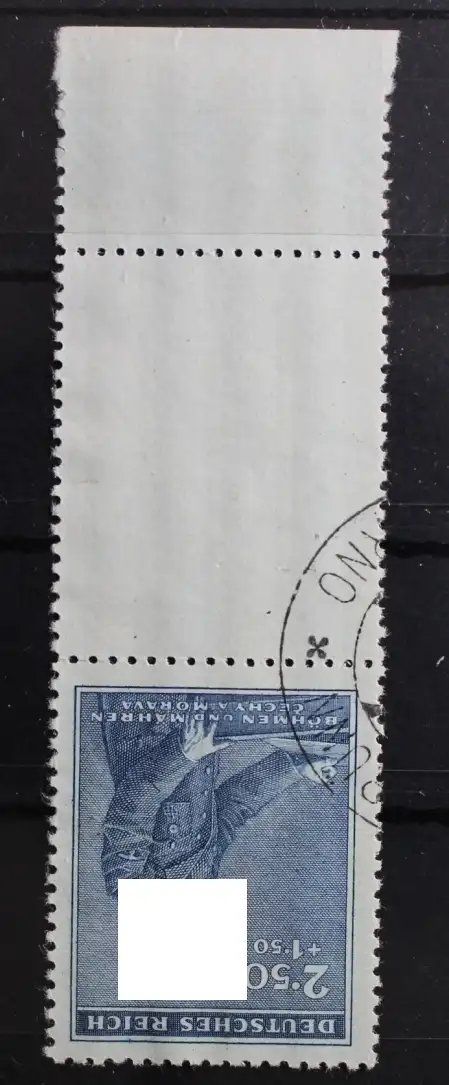 DEUTSCHES REICH
2·50
+1·50
BÖHMEN UND MÄHREN
ČECHY A MORAVA